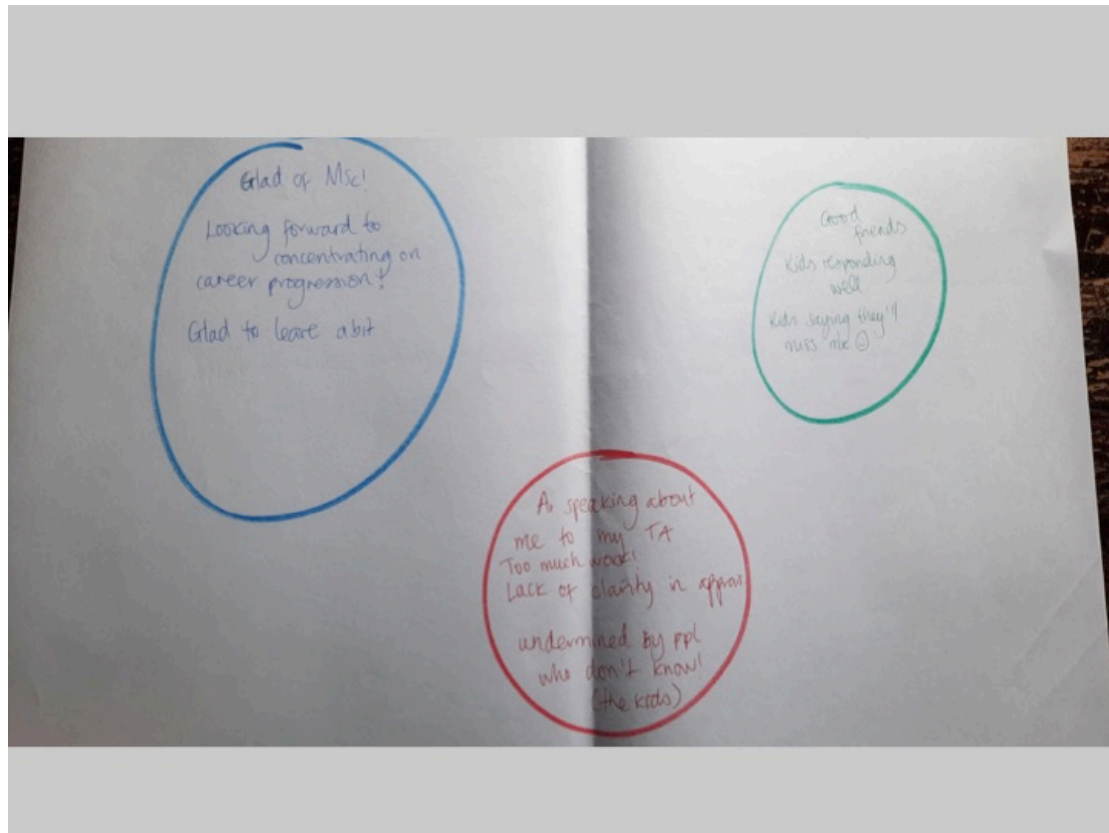 Glad of Msc!
Looking forward to
concentrating on
career progression!
Glad to leave abit
Good
friends
Kids responding
well
Kids saying they'll
miss me ☹
A. speaking about
me to my TA
Too much work!
Lack of clarity in
undermined by ppl
who don't know!
(the kids)